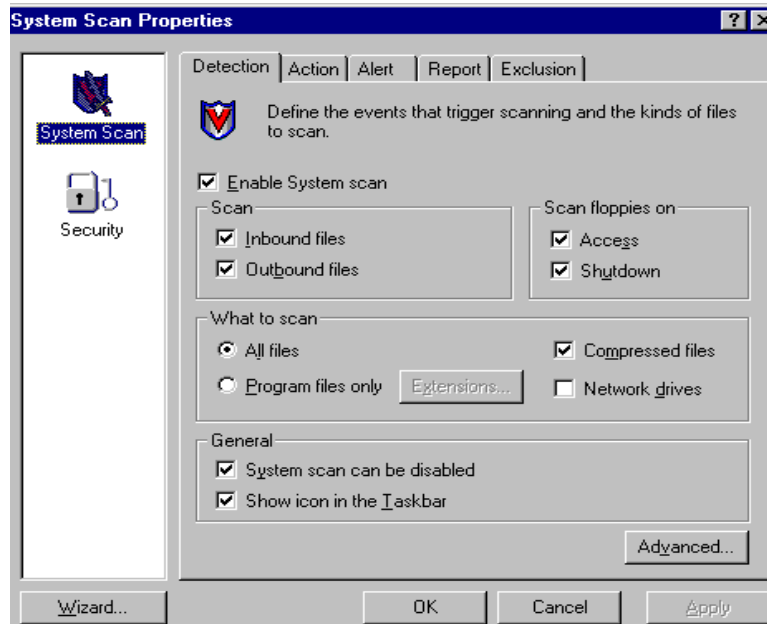 System Scan Properties
Detection Action Alert Report Exclusion
System Scan
Security
Define the events that trigger scanning and the kinds of files
to scan.
Enable System scan
Scan
Inbound files
Outbound files
Scan floppies on
Access
Shutdown
What to scan
All files
Program files only Extensions...
Compressed files
Network drives
General
System scan can be disabled
Show icon in the Taskbar
Advanced...
Wizard... OK Cancel Apply